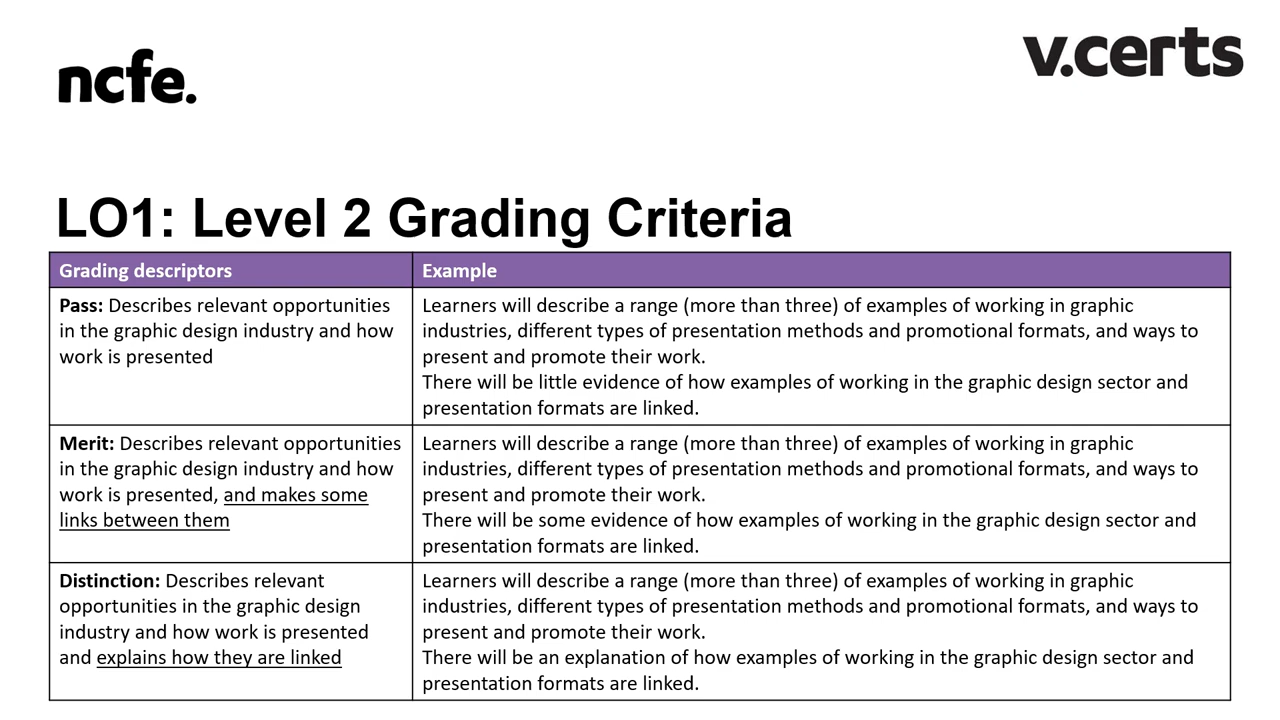 ncfe.
v.certs
LO1: Level 2 Grading Criteria
Grading descriptors
Example
Pass: Describes relevant opportunities
in the graphic design industry and how
work is presented
Learners will describe a range (more than three) of examples of working in graphic
industries, different types of presentation methods and promotional formats, and ways to
present and promote their work.
There will be little evidence of how examples of working in the graphic design sector and
presentation formats are linked.
Merit: Describes relevant opportunities
in the graphic design industry and how
work is presented, and makes some
links between them
Learners will describe a range (more than three) of examples of working in graphic
industries, different types of presentation methods and promotional formats, and ways to
present and promote their work.
There will be some evidence of how examples of working in the graphic design sector and
presentation formats are linked.
Distinction: Describes relevant
opportunities in the graphic design
industry and how work is presented
and explains how they are linked
Learners will describe a range (more than three) of examples of working in graphic
industries, different types of presentation methods and promotional formats, and ways to
present and promote their work.
There will be an explanation of how examples of working in the graphic design sector and
presentation formats are linked.